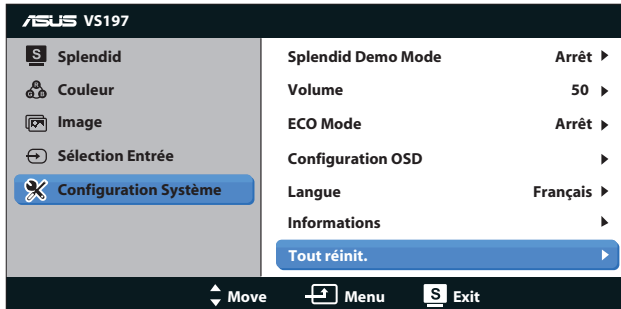 ASUS VS197
S Splendid
Couleur
Image
Sélection Entrée
Configuration Système
Splendid Demo Mode Arrêt
Volume 50
ECO Mode Arrêt
Configuration OSD
Langue Français
Informations
Tout réinit.
Move Menu S Exit